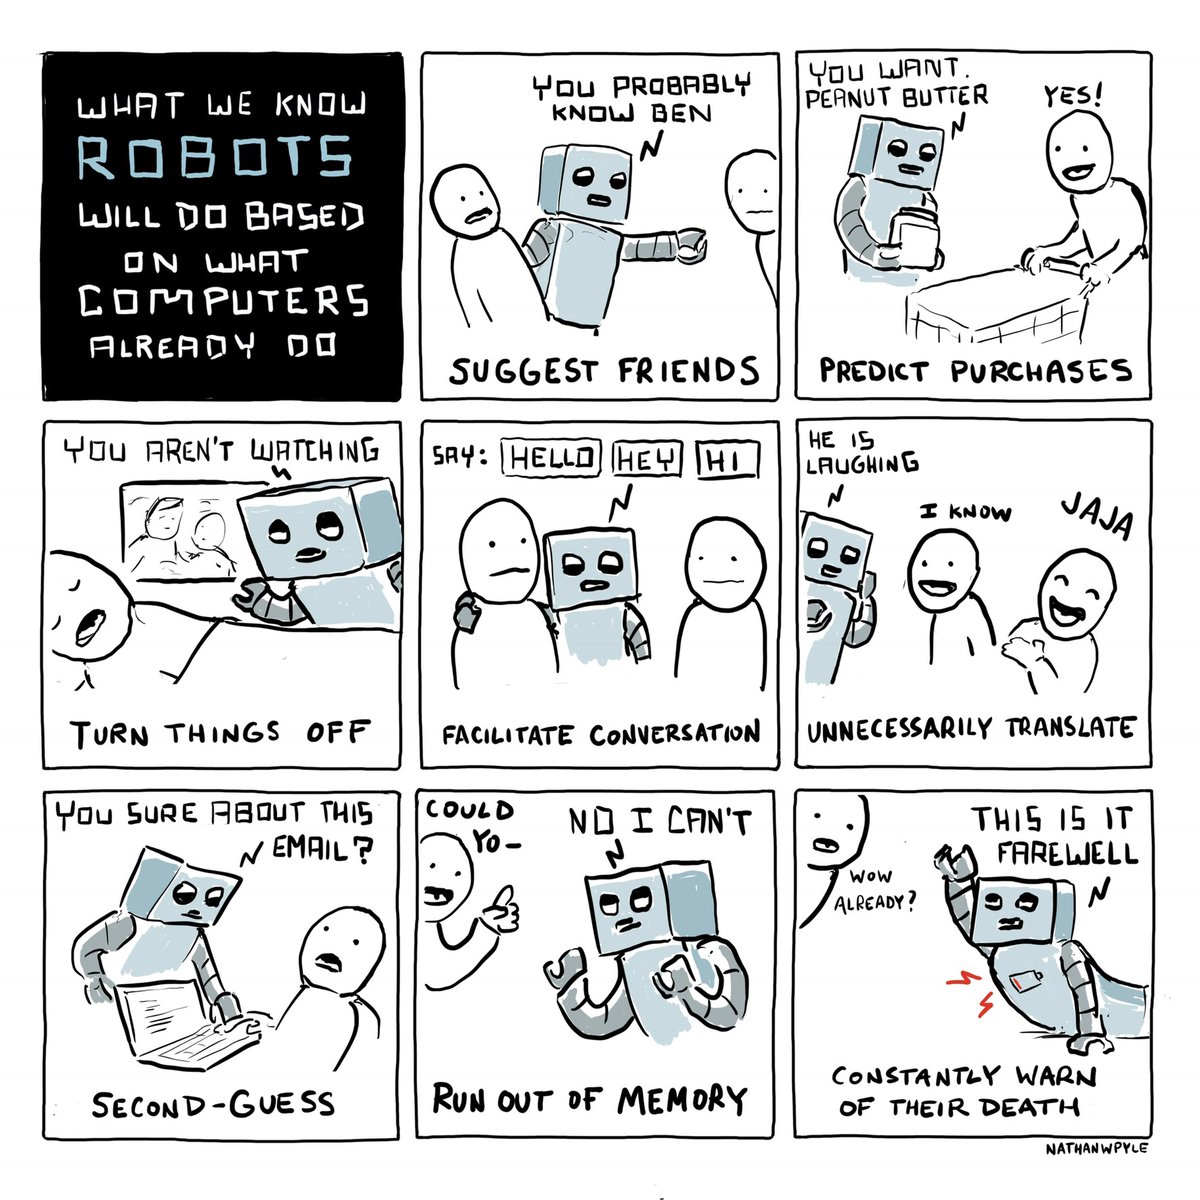 WHAT WE KNOW
ROBOTS
WILL DO BASED
ON WHAT
COMPUTERS
ALREADY DO
YOU PROBABLY
KNOW BEN
SUGGEST FRIENDS
YOU WANT.
PEANUT BUTTER
YES!
PREDICT PURCHASES
YOU AREN'T WATCHING
TURN THINGS OFF
SAY: HELLO HEY HI
FACILITATE CONVERSATION
HE IS
LAUGHING
I KNOW
JAJA
UNNECESSARILY TRANSLATE
YOU SURE ABOUT THIS
EMAIL?
SECOND-GUESS
COULD
YO-
NO I CAN'T
RUN OUT OF MEMORY
WOW
ALREADY?
THIS IS IT
FAREWELL
CONSTANTLY WARN
OF THEIR DEATH
NATHANWPYLE